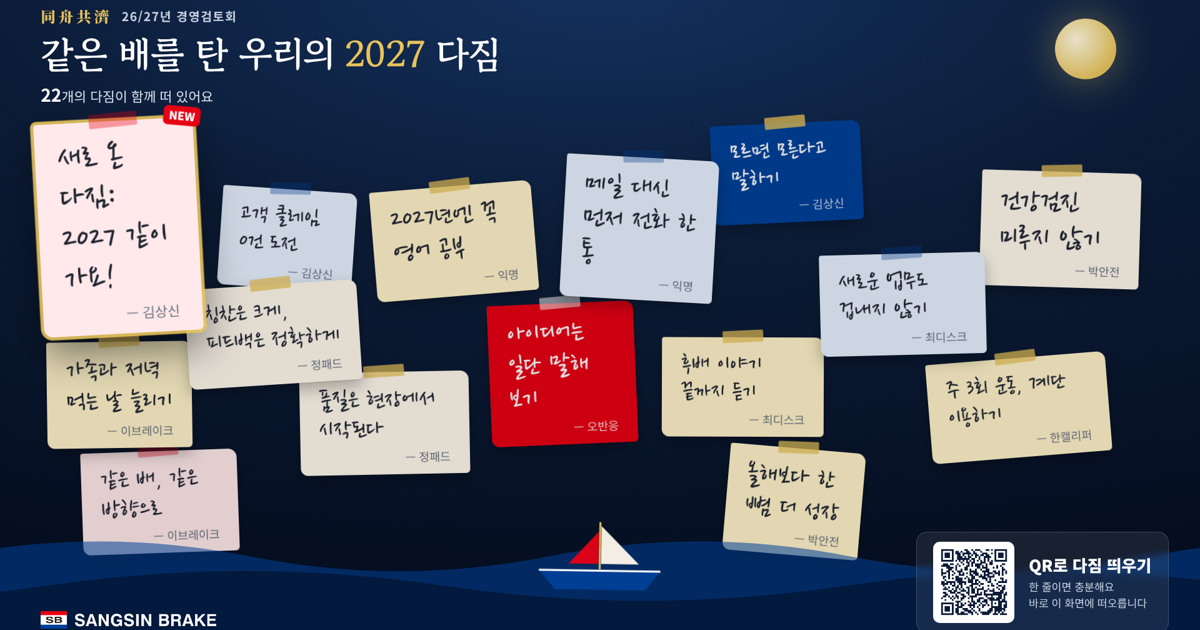 同舟共濟 26/27년 경영검토회
같은 배를 탄 우리의 2027 다짐
22개의 다짐이 함께 떠 있어요
NEW
새로 온
다짐:
2027 같이
가요!
— 김상신
고객 클레임
0건 도전
— 김상신
2027년엔 꼭
영어 공부
— 익명
메일 대신
먼저 전화 한
통
— 익명
모르면 모른다고
말하기
— 김상신
건강검진
미루지 않기
— 박안전
칭찬은 크게,
피드백은 정확하게
— 정패드
새로운 업무도
겁내지 않기
— 최디스크
아이디어는
일단 말해
보기
— 오반응
가족과 저녁
먹는 날 늘리기
— 이브레이크
품질은 현장에서
시작된다
— 정패드
후배 이야기
끝까지 듣기
— 최디스크
주 3회 운동, 계단
이용하기
— 한캘리퍼
같은 배, 같은
방향으로
— 이브레이크
올해보다 한
뼘 더 성장
— 박안전
QR로 다짐 띄우기
한 줄이면 충분해요
바로 이 화면에 떠오릅니다
SB SANGSIN BRAKE